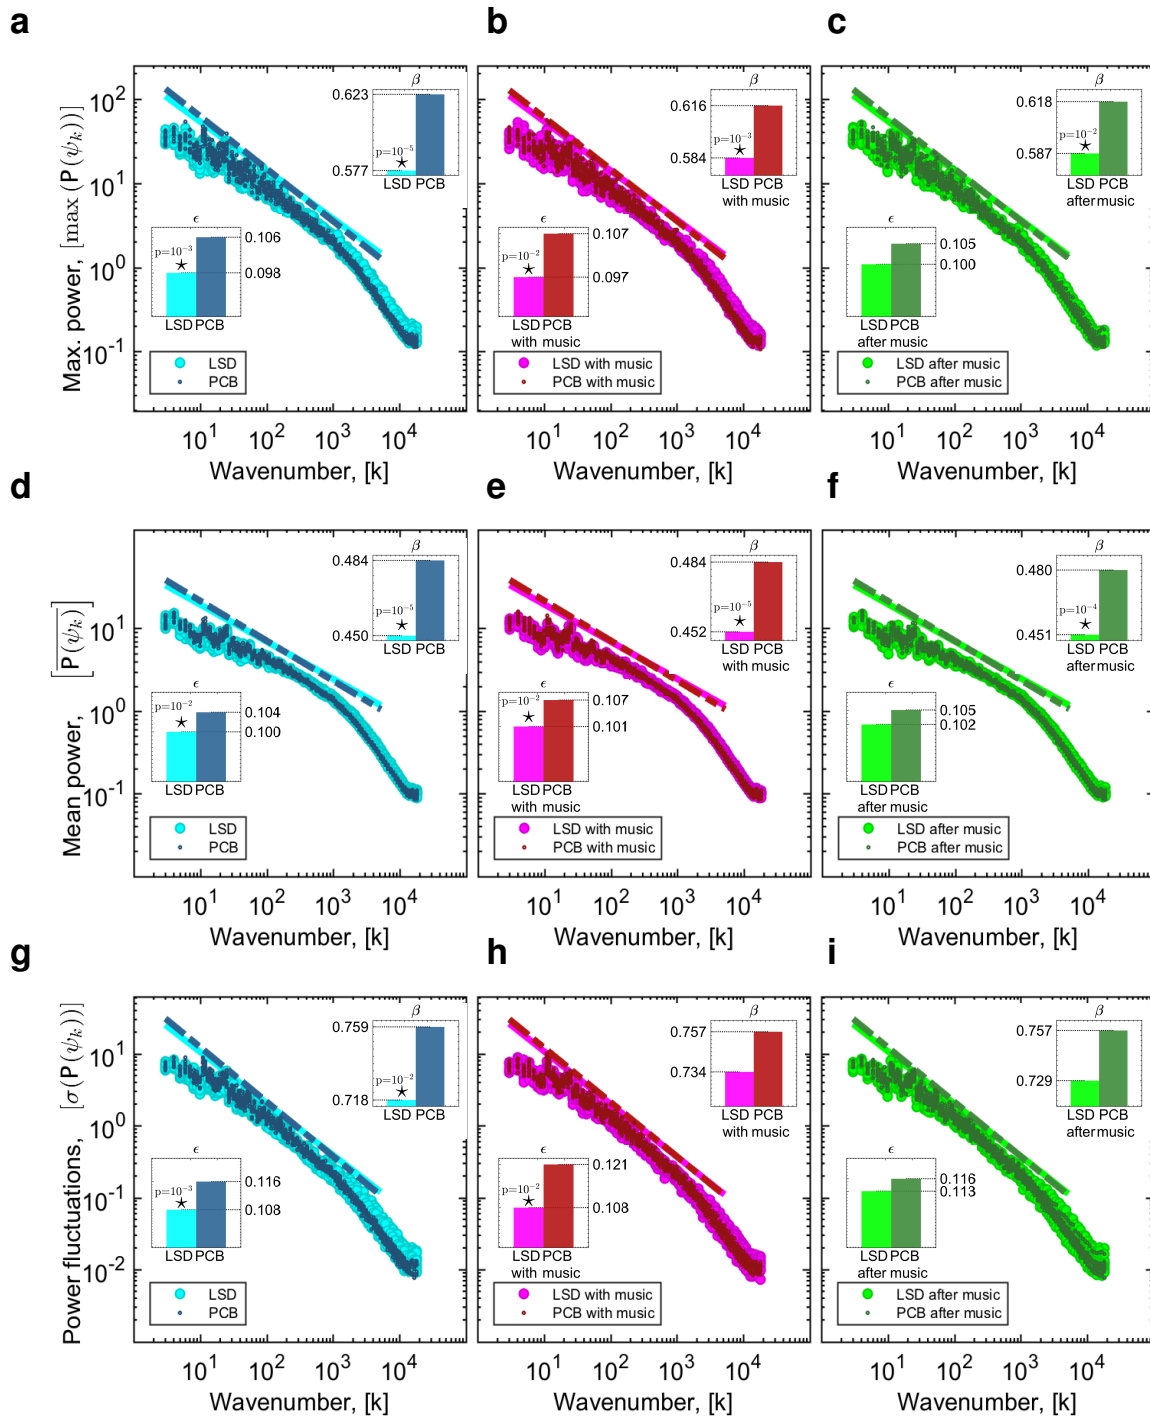 a
b
c
Max. power, [max (P(ψk))]
10²
10¹
10⁰
10⁻¹
β
0.623
0.577
p=10⁻⁵
★
LSD PCB
ϵ
p=10⁻³
★
0.106
0.098
LSD PCB
LSD
PCB
10¹ 10² 10³ 10⁴
Wavenumber, [k]
β
0.616
0.584
p=10⁻³
★
LSD PCB
with music
ϵ
p=10⁻²
★
0.107
0.097
LSD PCB
with music
LSD with music
PCB with music
10¹ 10² 10³ 10⁴
Wavenumber, [k]
β
0.618
0.587
p=10⁻²
★
LSD PCB
after music
ϵ
0.105
0.100
LSD PCB
after music
LSD after music
PCB after music
10¹ 10² 10³ 10⁴
Wavenumber, [k]
d
e
f
Mean power, [P(ψk)]
10¹
10⁰
10⁻¹
β
0.484
0.450
p=10⁻⁵
★
LSD PCB
ϵ
p=10⁻²
★
0.104
0.100
LSD PCB
LSD
PCB
10¹ 10² 10³ 10⁴
Wavenumber, [k]
β
0.484
0.452
p=10⁻⁵
★
LSD PCB
with music
ϵ
p=10⁻²
★
0.107
0.101
LSD PCB
with music
LSD with music
PCB with music
10¹ 10² 10³ 10⁴
Wavenumber, [k]
β
0.480
0.451
p=10⁻⁴
★
LSD PCB
after music
ϵ
0.105
0.102
LSD PCB
after music
LSD after music
PCB after music
10¹ 10² 10³ 10⁴
Wavenumber, [k]
g
h
i
Power fluctuations, [σ(P(ψk))]
10¹
10⁰
10⁻¹
10⁻²
β
0.759
0.718
p=10⁻²
★
LSD PCB
ϵ
p=10⁻³
★
0.116
0.108
LSD PCB
LSD
PCB
10¹ 10² 10³ 10⁴
Wavenumber, [k]
β
0.757
0.734
LSD PCB
with music
ϵ
p=10⁻²
★
0.121
0.108
LSD PCB
with music
LSD with music
PCB with music
10¹ 10² 10³ 10⁴
Wavenumber, [k]
β
0.757
0.729
LSD PCB
after music
ϵ
0.116
0.113
LSD PCB
after music
LSD after music
PCB after music
10¹ 10² 10³ 10⁴
Wavenumber, [k]